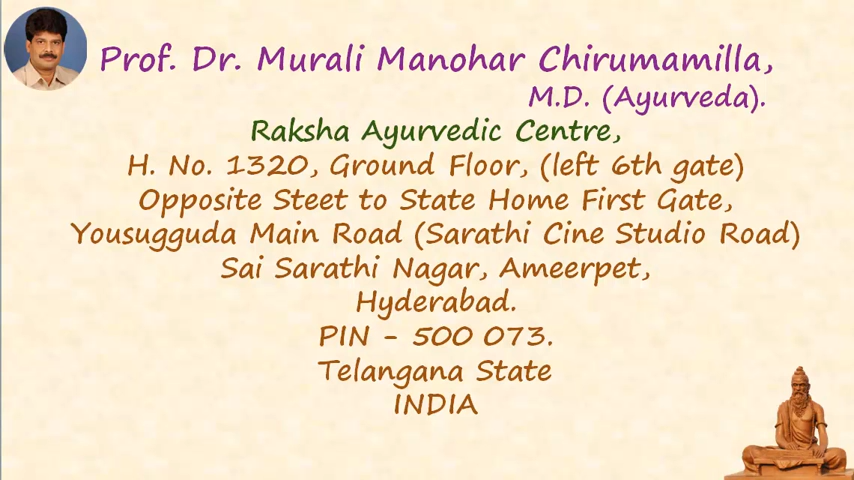 Prof. Dr. Murali Manohar Chirumamilla,
M.D. (Ayurveda).
Raksha Ayurvedic Centre,
H. No. 1320, Ground Floor, (left 6th gate)
Opposite Steet to State Home First Gate,
Yousugguda Main Road (Sarathi Cine Studio Road)
Sai Sarathi Nagar, Ameerpet,
Hyderabad.
PIN - 500 073.
Telangana State
INDIA